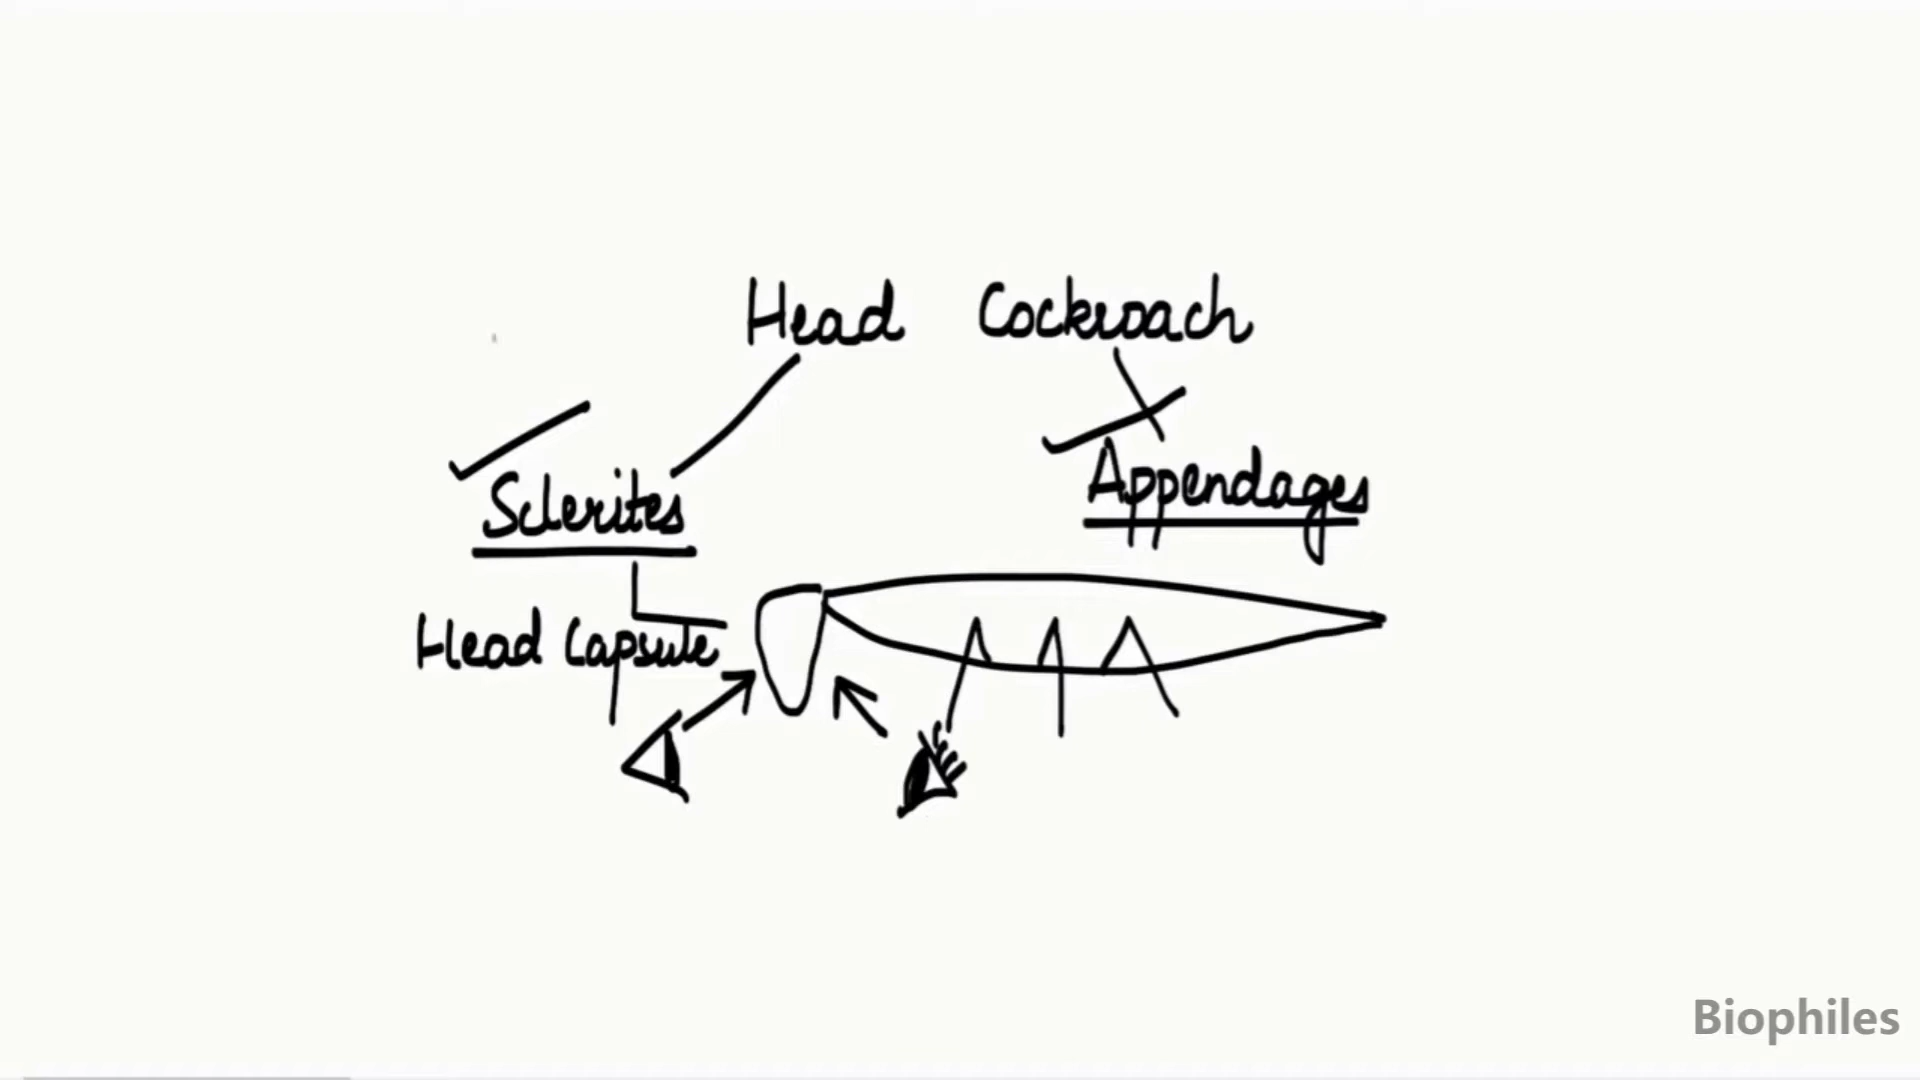 Head Cockroach
Sclerites
Appendages
Head Capsule
Biophiles